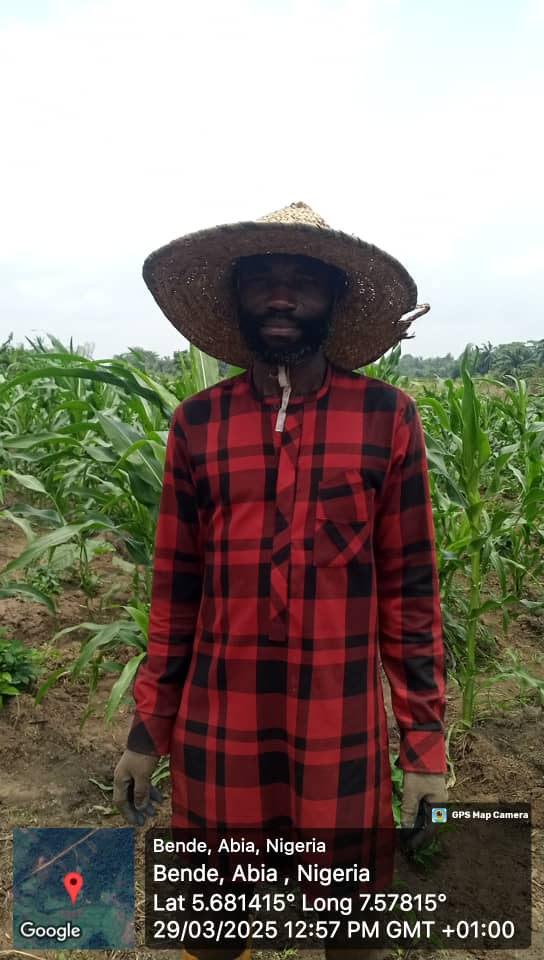 GPS Map Camera
Google
Bende, Abia, Nigeria
Bende, Abia , Nigeria
Lat 5.681415° Long 7.57815°
29/03/2025 12:57 PM GMT +01:00